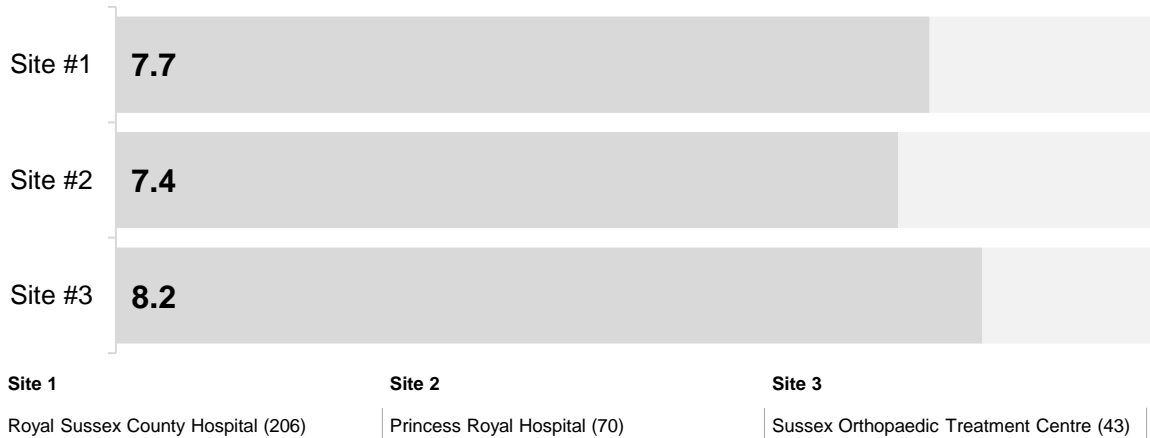 Site #1 7.7
Site #2 7.4
Site #3 8.2
Site 1 Site 2 Site 3
Royal Sussex County Hospital (206) Princess Royal Hospital (70) Sussex Orthopaedic Treatment Centre (43)